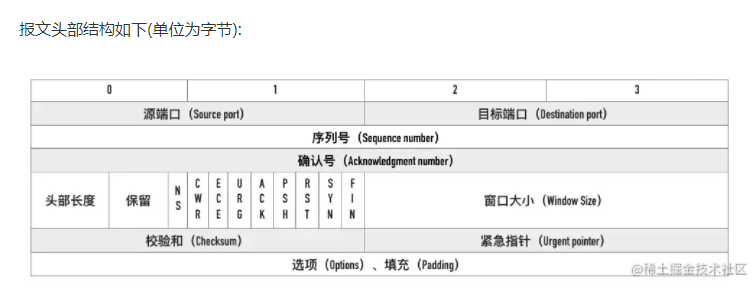 报文头部结构如下(单位为字节):
0 1 2 3
源端口（Source port） 目标端口（Destination port）
序列号（Sequence number）
确认号（Acknowledgment number）
头部长度 保留 NS CWR ECE URG ACK PSH RST SYN FIN 窗口大小（Window Size）
校验和（Checksum） 紧急指针（Urgent pointer）
选项（Options）、填充（Padding）
@稀土掘金技术社区